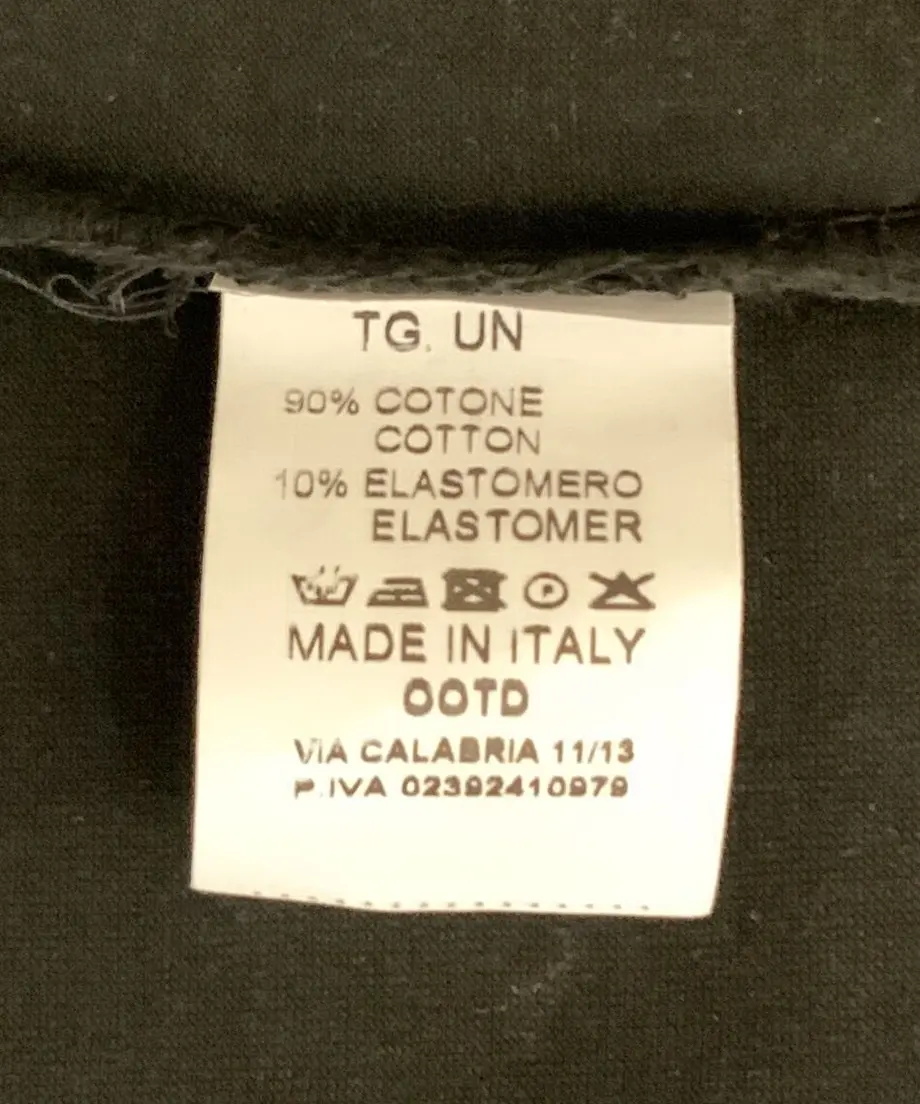 TG. UN
90% COTONE
COTTON
10% ELASTOMERO
ELASTOMER
P
MADE IN ITALY
OOTD
VIA CALABRIA 11/13
P.IVA 02392410979